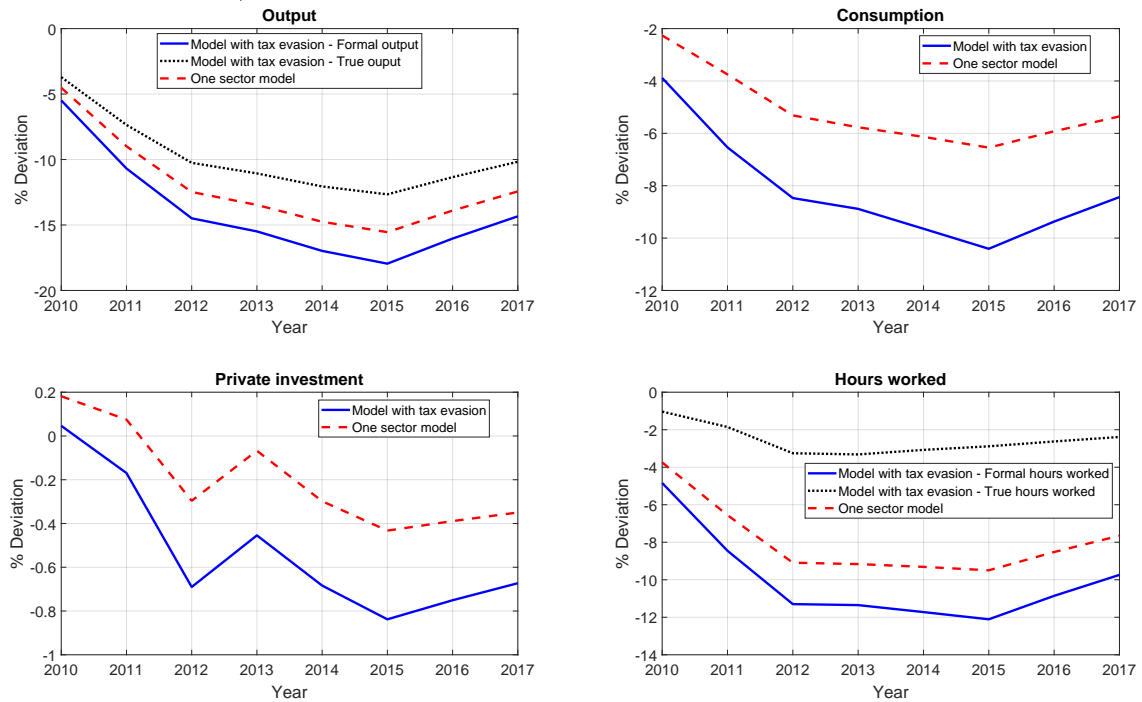 Output
0
-5
-10
-15
-20
% Deviation
Model with tax evasion - Formal output
Model with tax evasion - True ouput
One sector model
2010 2011 2012 2013 2014 2015 2016 2017
Year
Consumption
-2
-4
-6
-8
-10
-12
% Deviation
Model with tax evasion
One sector model
2010 2011 2012 2013 2014 2015 2016 2017
Year
Private investment
0.2
0
-0.2
-0.4
-0.6
-0.8
-1
% Deviation
Model with tax evasion
One sector model
2010 2011 2012 2013 2014 2015 2016 2017
Year
Hours worked
0
-2
-4
-6
-8
-10
-12
-14
% Deviation
Model with tax evasion - Formal hours worked
Model with tax evasion - True hours worked
One sector model
2010 2011 2012 2013 2014 2015 2016 2017
Year